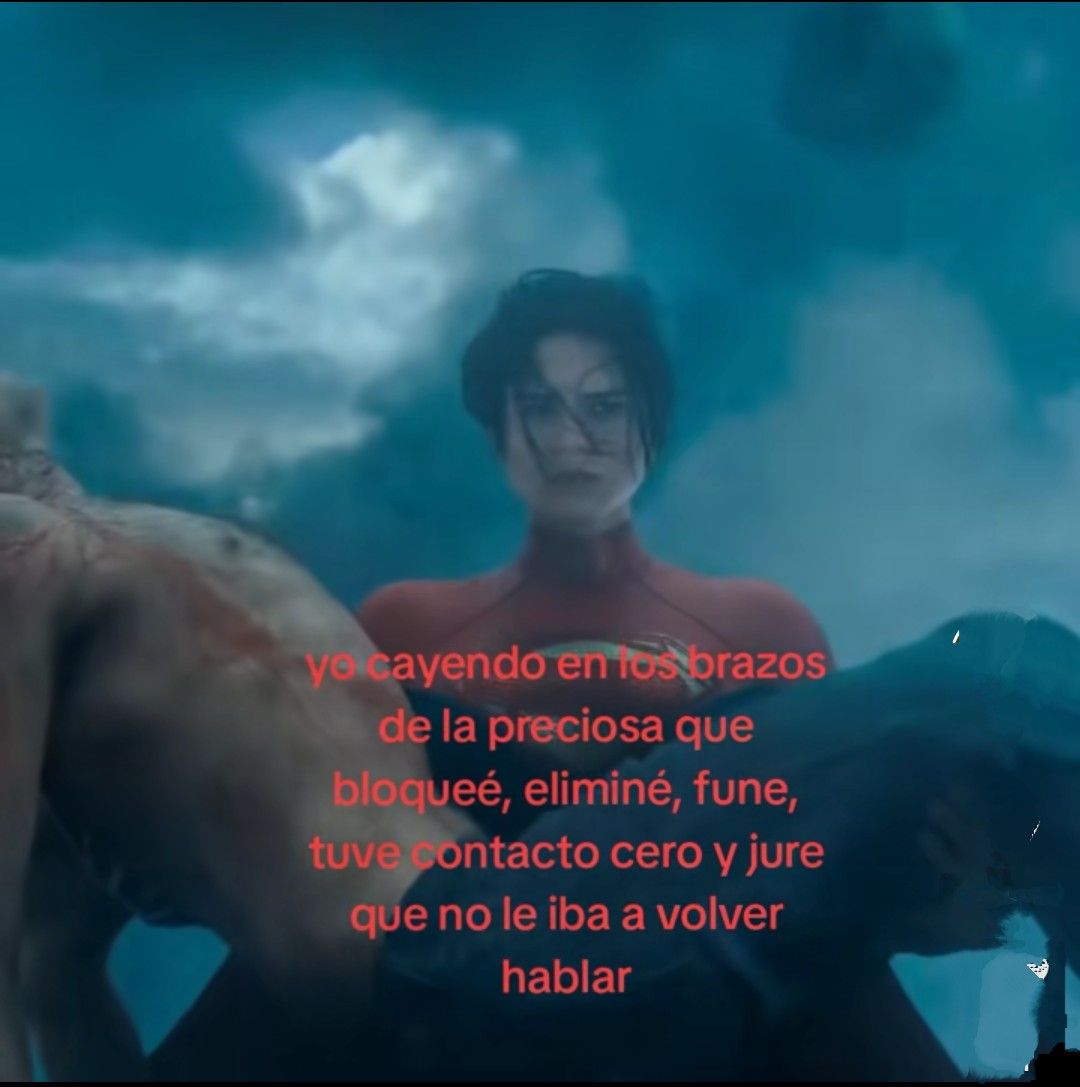 yo cayendo en los brazos
de la preciosa que
bloqueé, eliminé, fune,
tuve contacto cero y jure
que no le iba a volver
hablar